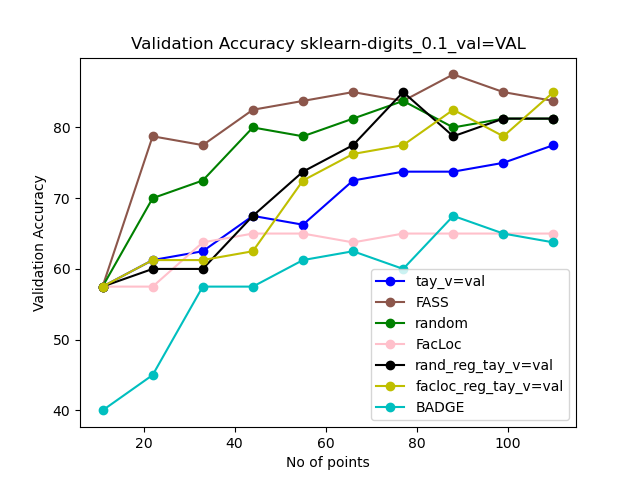 Validation Accuracy sklearn-digits_0.1_val=VAL
Validation Accuracy
80
70
60
50
40
20
40
60
80
100
No of points
tay_v=val
FASS
random
FacLoc
rand_reg_tay_v=val
facloc_reg_tay_v=val
BADGE